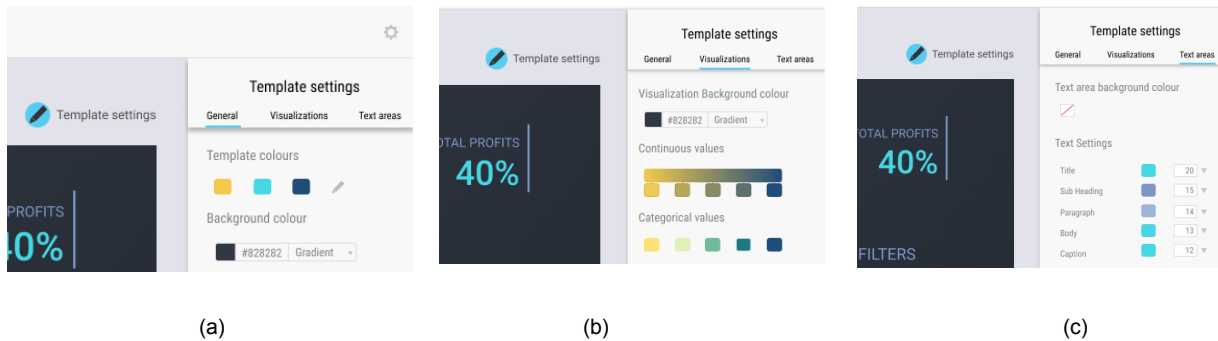 Template settings
Template settings
General Visualizations Text areas
Template colours
Background colour
#828282 Gradient
PROFITS
40%
(a)
Template settings
Template settings
General Visualizations Text areas
Visualization Background colour
#828282 Gradient
OTAL PROFITS
40%
Continuous values
Categorical values
(b)
Template settings
Template settings
General Visualizations Text areas
Text area background colour
OTAL PROFITS
40%
FILTERS
Text Settings
Title 20
Sub Heading 15
Paragraph 14
Body 13
Caption 12
(c)